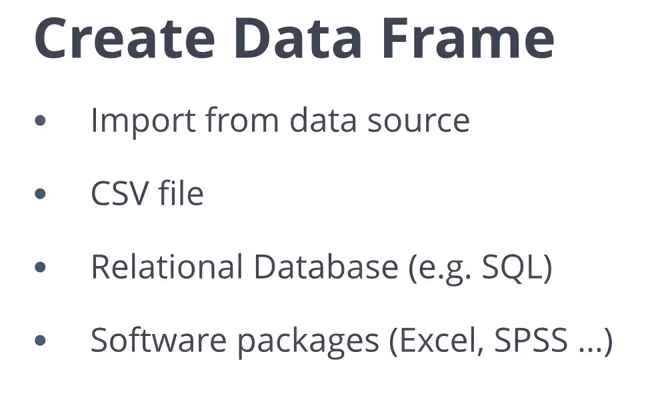 Create Data Frame
• Import from data source
• CSV file
• Relational Database (e.g. SQL)
• Software packages (Excel, SPSS ...)